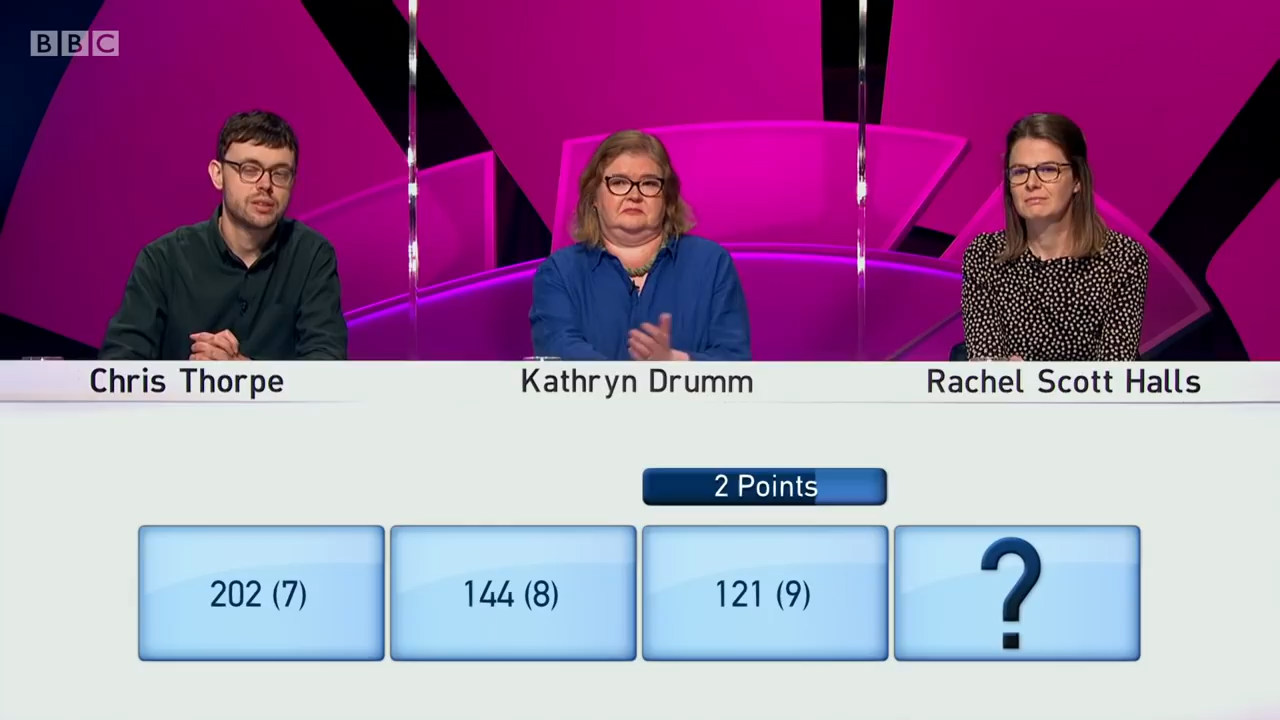 BBC
Chris Thorpe
Kathryn Drumm
Rachel Scott Halls
2 Points
202 (7)
144 (8)
121 (9)
?